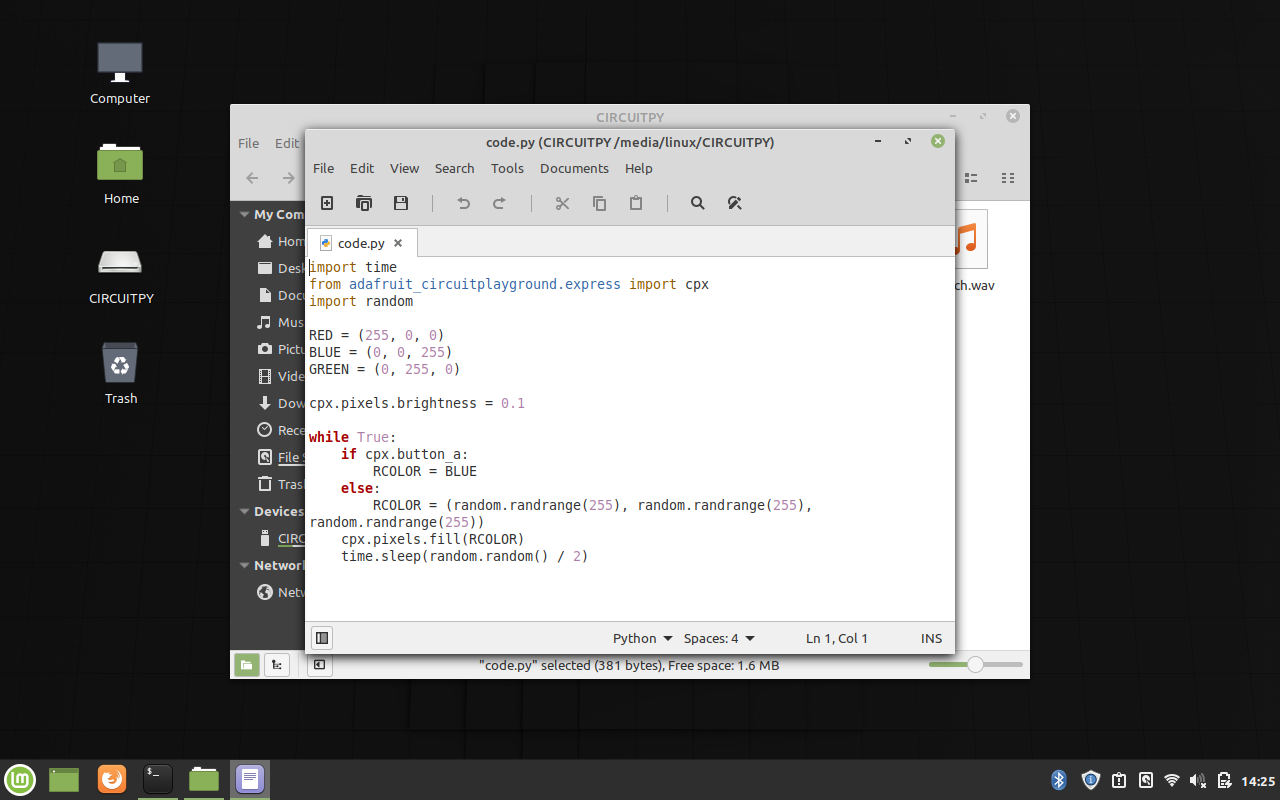 Computer
Home
CIRCUITPY
Trash
CIRCUITPY
File Edit
My Com
Hom
Desk
Docu
Mus
Pictu
Vide
Dow
Rece
File S
Tras
Devices
CIRC
Network
Netw
code.py (CIRCUITPY /media/linux/CIRCUITPY)
File Edit View Search Tools Documents Help
code.py
import time
from adafruit_circuitplayground.express import cpx
import random
RED = (255, 0, 0)
BLUE = (0, 0, 255)
GREEN = (0, 255, 0)
cpx.pixels.brightness = 0.1
while True:
    if cpx.button_a:
        RCOLOR = BLUE
    else:
        RCOLOR = (random.randrange(255), random.randrange(255),
random.randrange(255))
    cpx.pixels.fill(RCOLOR)
    time.sleep(random.random() / 2)
Python Spaces: 4 Ln 1, Col 1 INS
ch.wav
"code.py" selected (381 bytes), Free space: 1.6 MB
$_
14:25